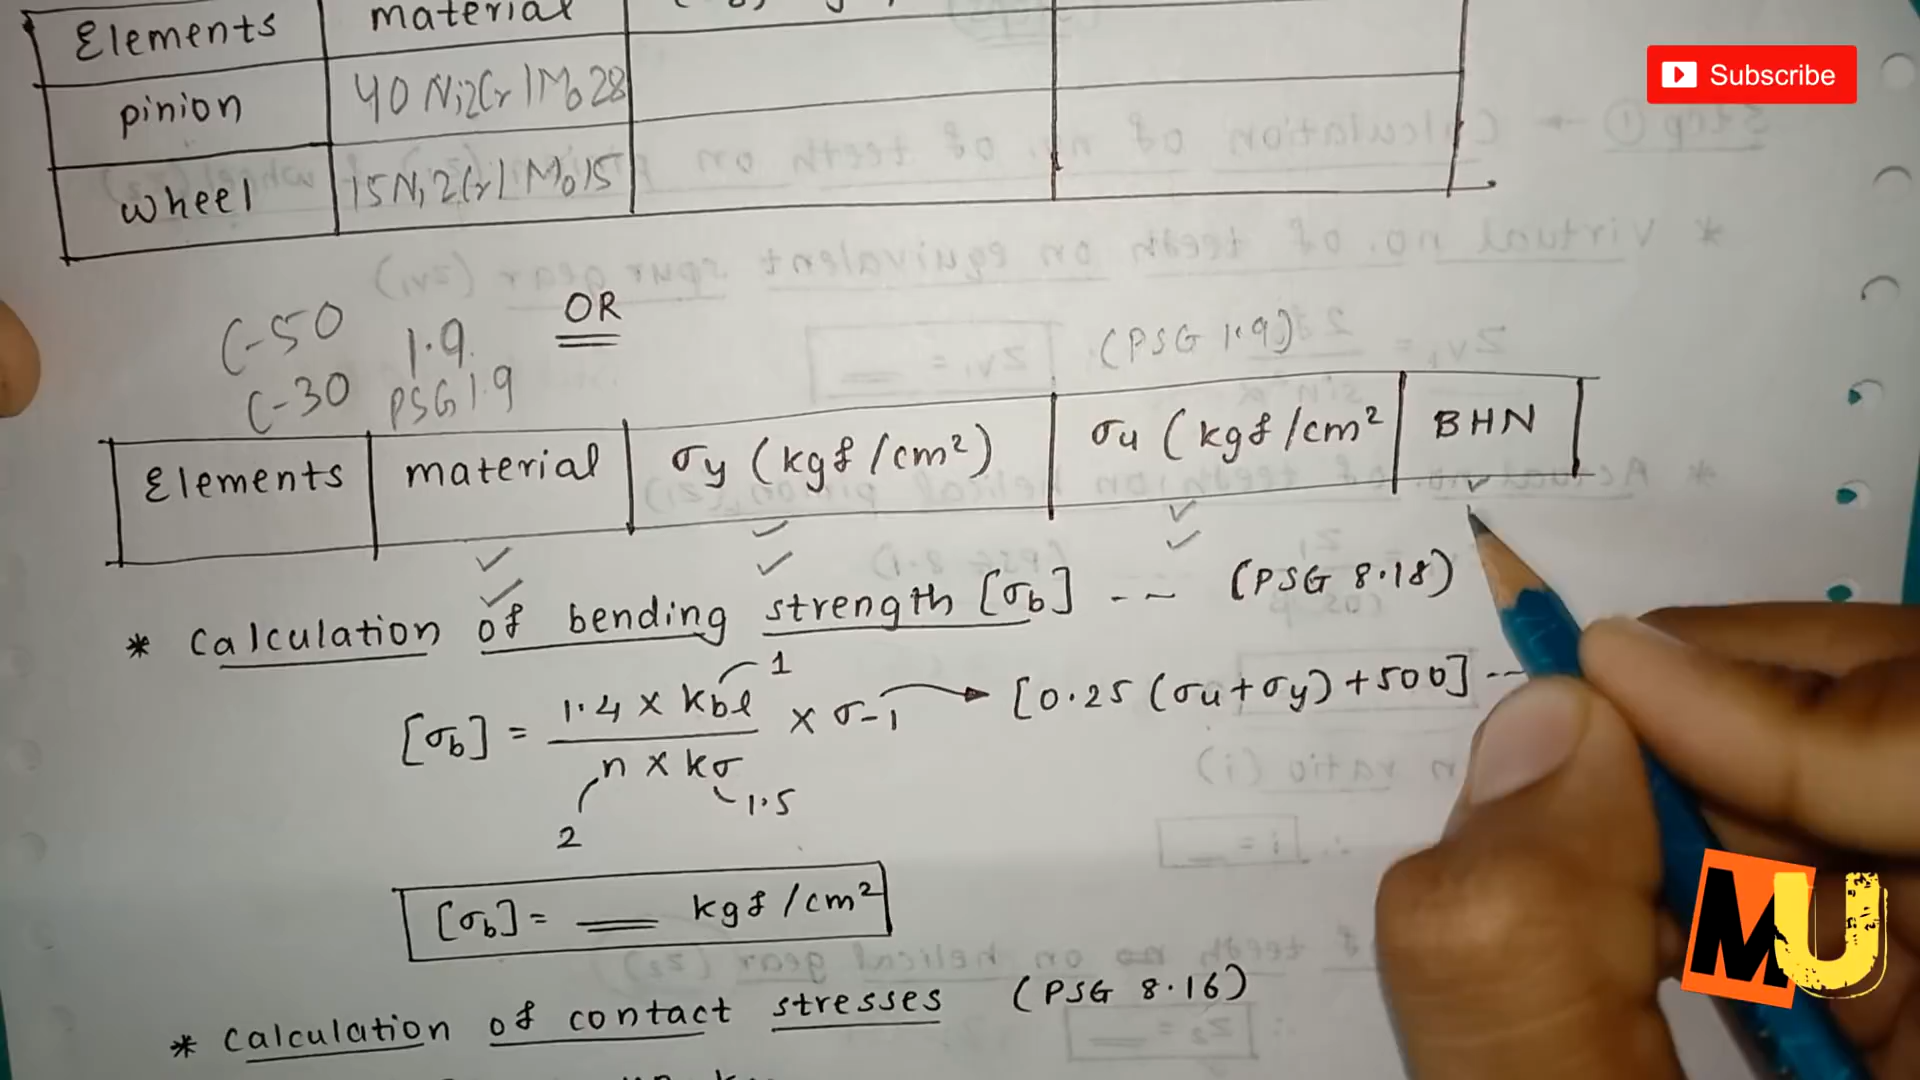 Elements material
Subscribe
pinion 40 Ni2Cr1Mo28
wheel 15Ni2Cr1Mo15
OR
C-50 1.9
(PSG 1.9)
C-30 PSG 1.9
Elements material σy (kgf/cm²) σu (kgf/cm² BHN
* Calculation of bending strength [σb] -- (PSG 8.18)
1
[σb] = 1.4 x kbl / n x kσ x σ-1 → [0.25 (σu+σy)+500] --
1.5
2
[σb] = __ kgf/cm²
* Calculation of contact stresses (PSG 8.16)
MU